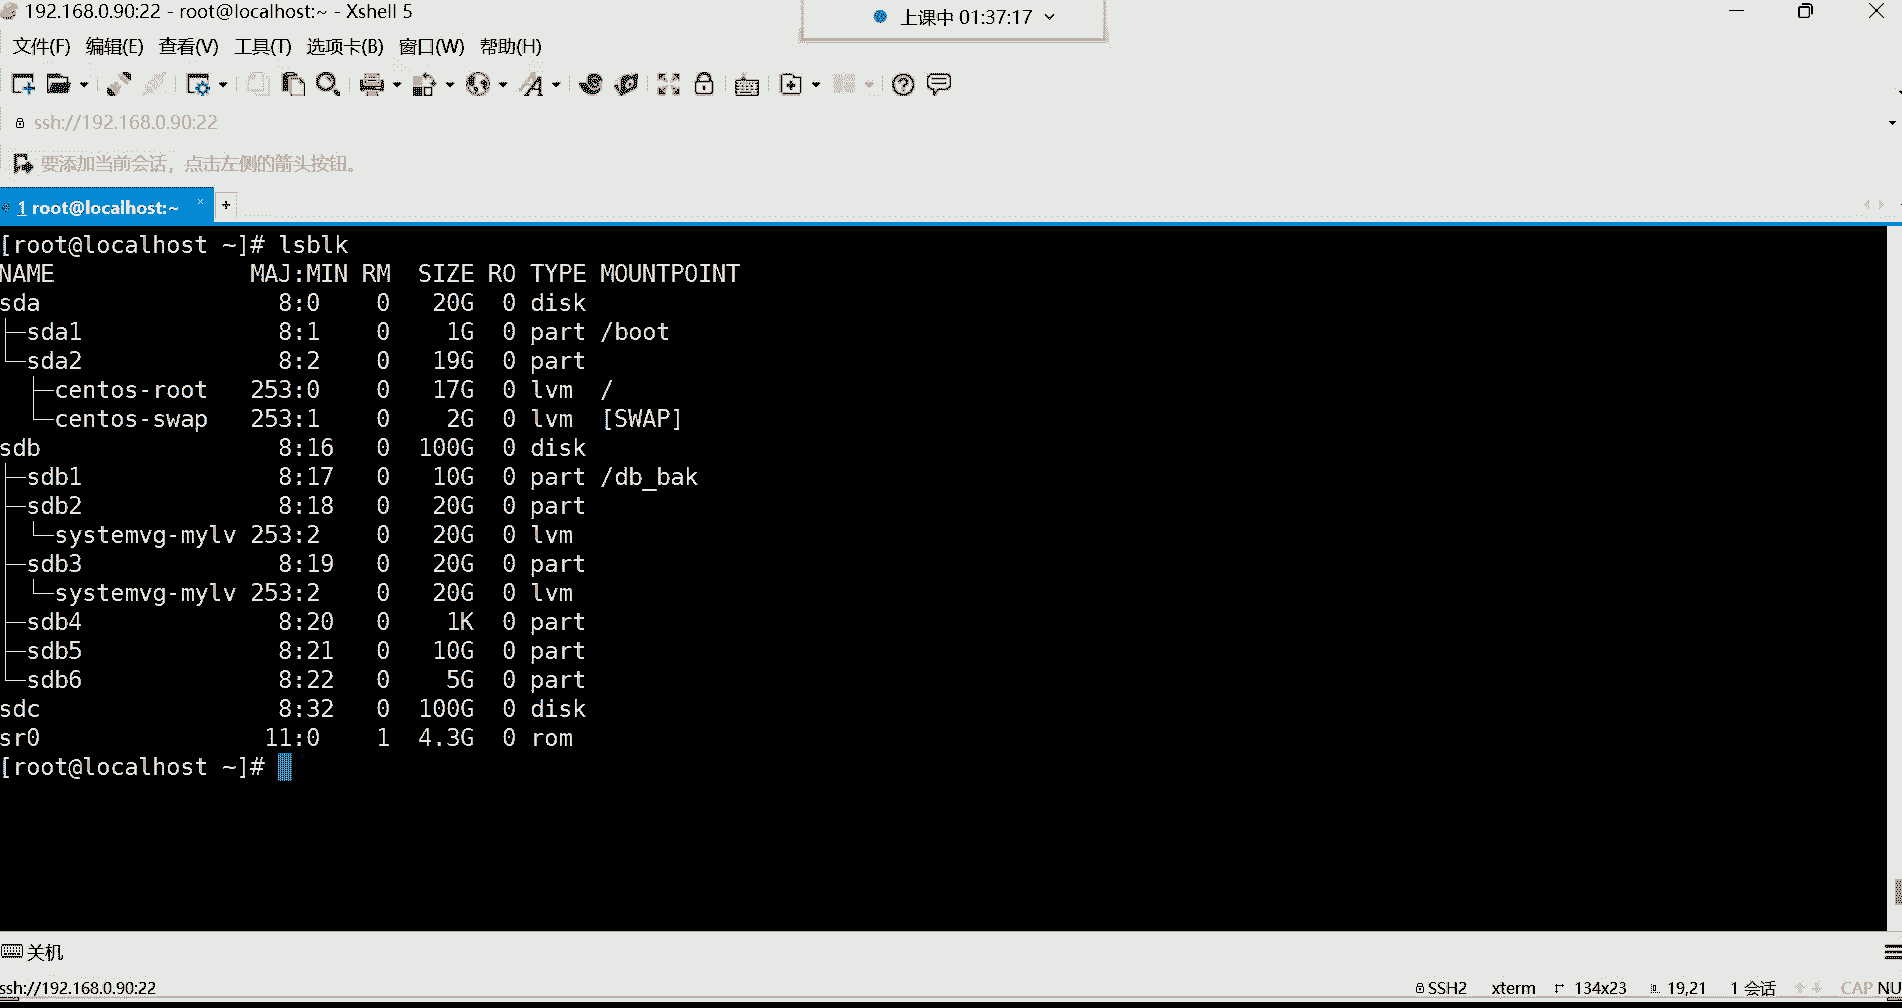 192.168.0.90:22 - root@localhost:~ - Xshell 5
上课中 01:37:17
文件(F) 编辑(E) 查看(V) 工具(T) 选项卡(B) 窗口(W) 帮助(H)
ssh://192.168.0.90:22
要添加当前会话，点击左侧的箭头按钮。
1 root@localhost:~ × +
[root@localhost ~]# lsblk
NAME MAJ:MIN RM SIZE RO TYPE MOUNTPOINT
sda 8:0 0 20G 0 disk
├─sda1 8:1 0 1G 0 part /boot
└─sda2 8:2 0 19G 0 part
├─centos-root 253:0 0 17G 0 lvm /
└─centos-swap 253:1 0 2G 0 lvm [SWAP]
sdb 8:16 0 100G 0 disk
├─sdb1 8:17 0 10G 0 part /db_bak
├─sdb2 8:18 0 20G 0 part
│ └─systemvg-mylv 253:2 0 20G 0 lvm
├─sdb3 8:19 0 20G 0 part
│ └─systemvg-mylv 253:2 0 20G 0 lvm
├─sdb4 8:20 0 1K 0 part
├─sdb5 8:21 0 10G 0 part
└─sdb6 8:22 0 5G 0 part
sdc 8:32 0 100G 0 disk
sr0 11:0 1 4.3G 0 rom
[root@localhost ~]#
关机
ssh://192.168.0.90:22 SSH2 xterm 134x23 19,21 1 会话 CAP NU